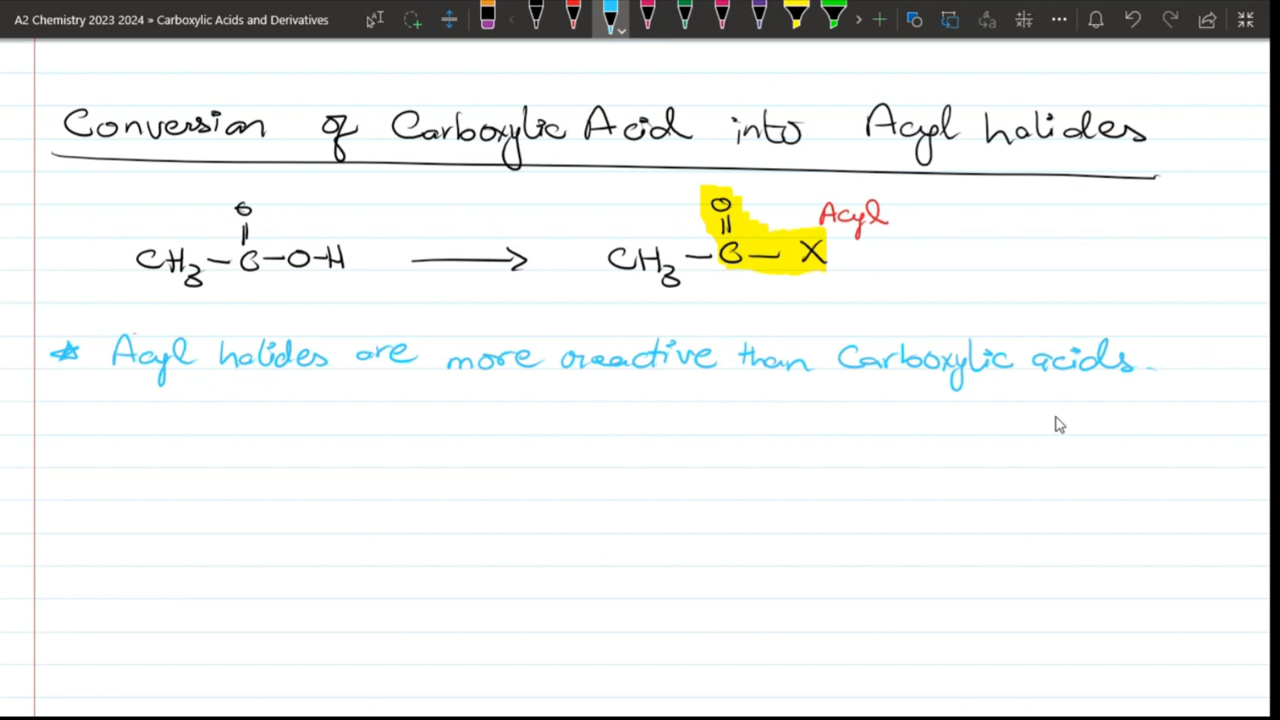 A2 Chemistry 2023 2024 » Carboxylic Acids and Derivatives
Conversion of Carboxylic Acid into Acyl halides
O O Acyl
CH3-C-O-H → CH3-C-X
* Acyl halides are more reactive than Carboxylic acids.